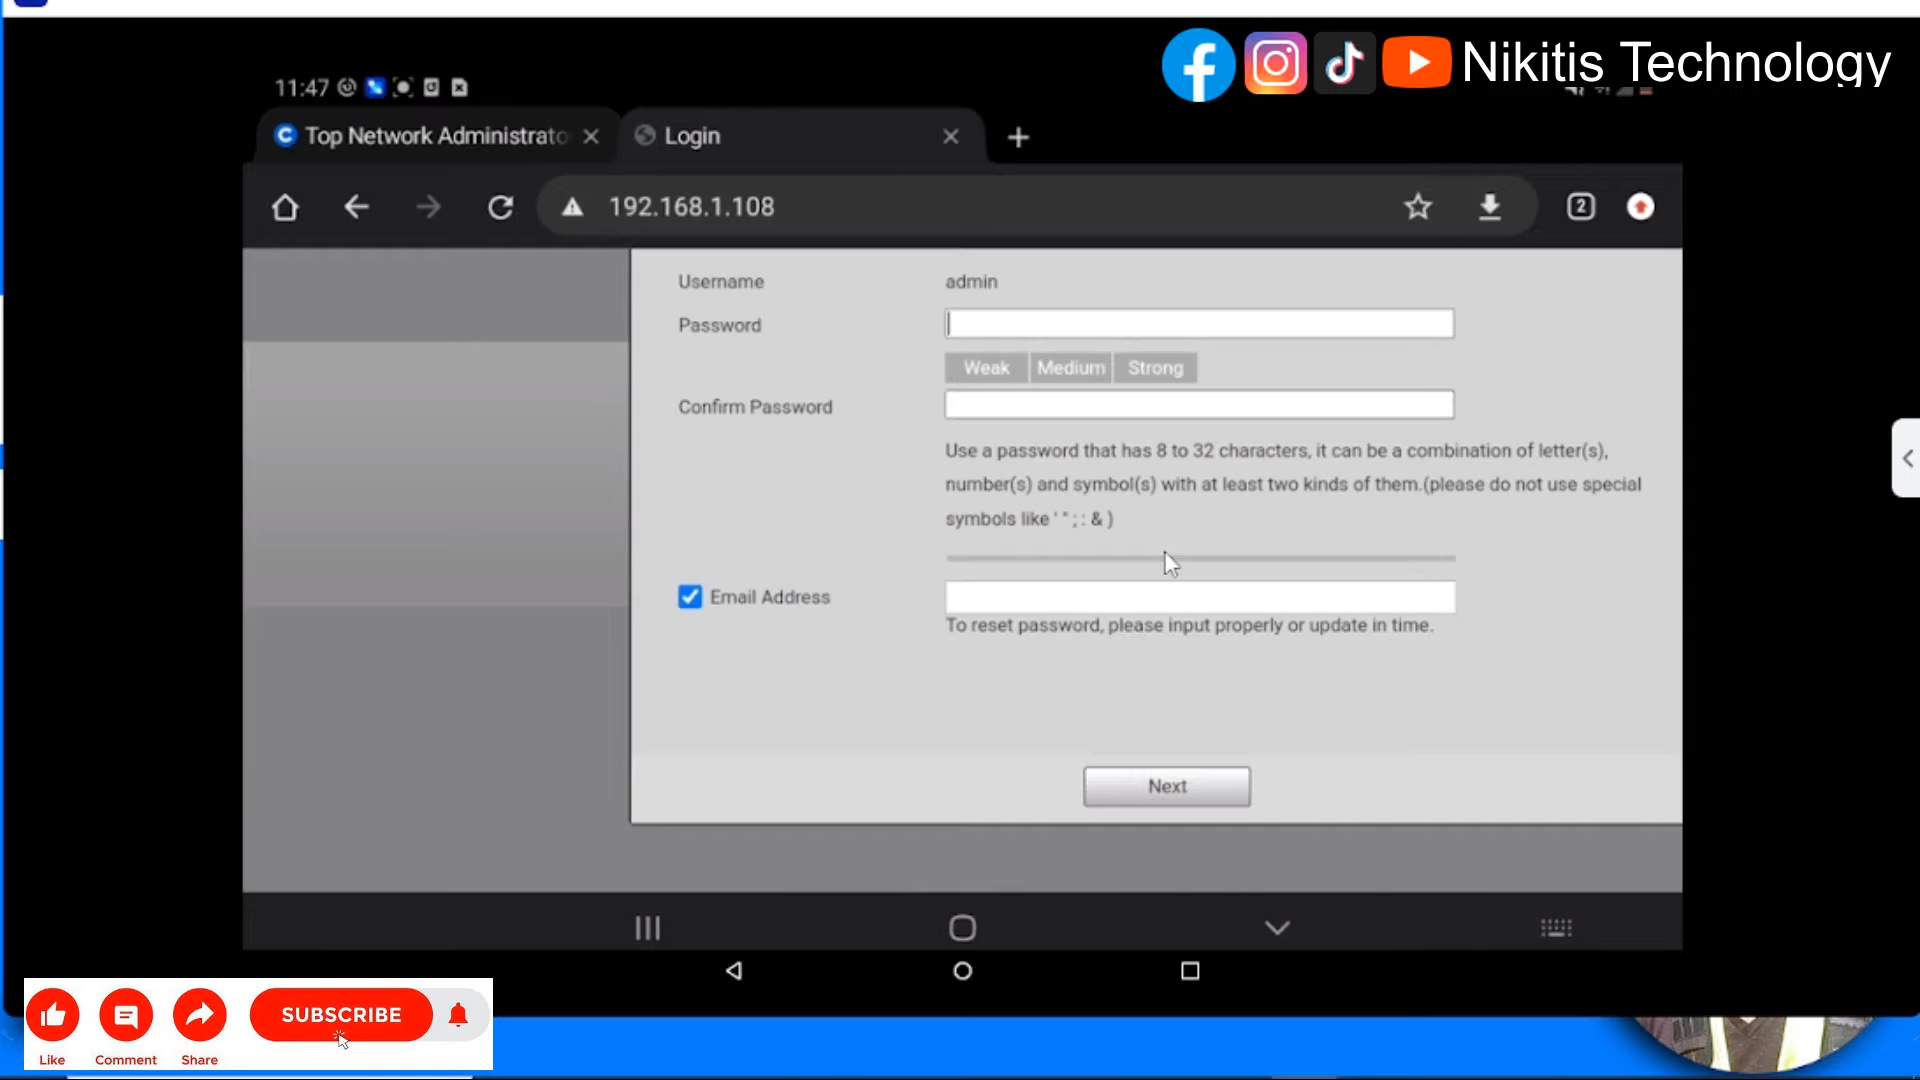 Nikitis Technology
11:47
Top Network Administrato
Login
192.168.1.108
2
Username
admin
Password
Weak
Medium
Strong
Confirm Password
Use a password that has 8 to 32 characters, it can be a combination of letter(s),
number(s) and symbol(s) with at least two kinds of them.(please do not use special
symbols like ' " ; : & )
Email Address
To reset password, please input properly or update in time.
Next
SUBSCRIBE
Like
Comment
Share